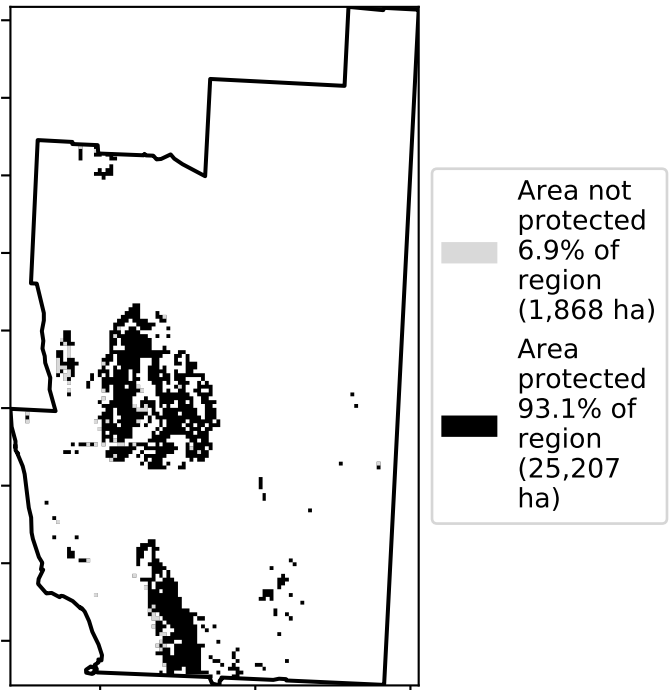 Area not
protected
6.9% of
region
(1,868 ha)
Area
protected
93.1% of
region
(25,207
ha)